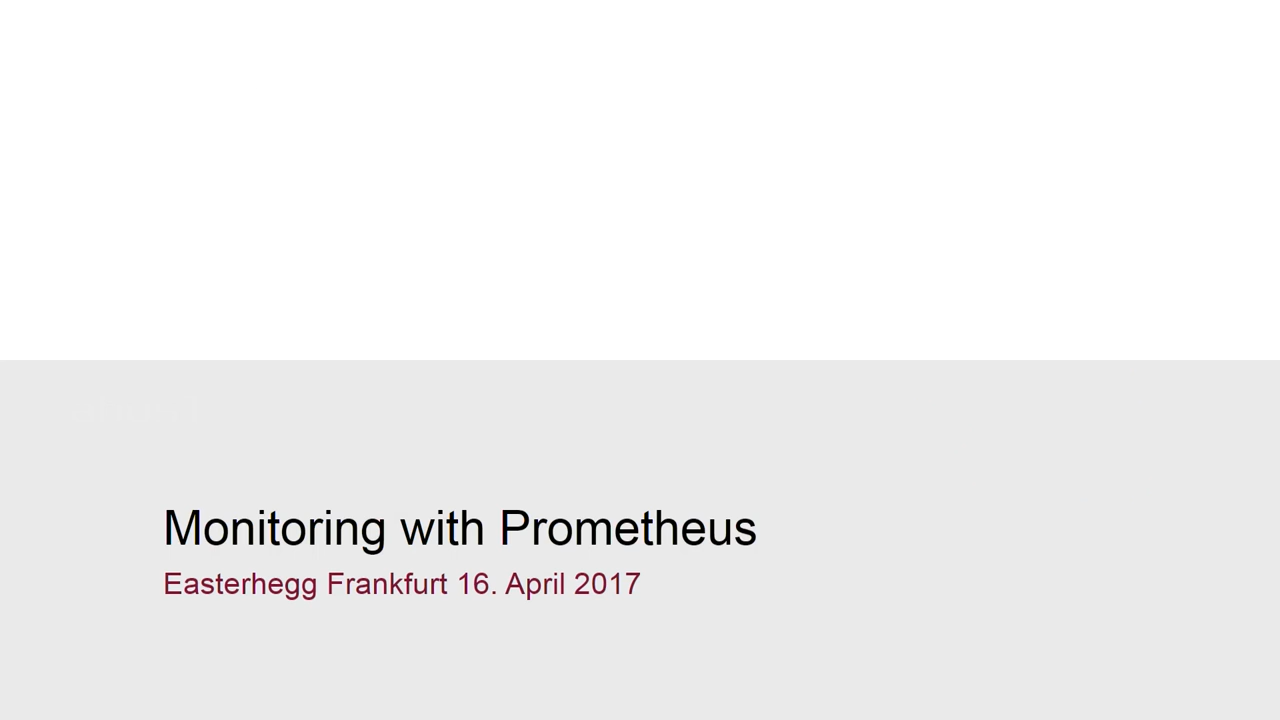 Monitoring with Prometheus
Easterhegg Frankfurt 16. April 2017